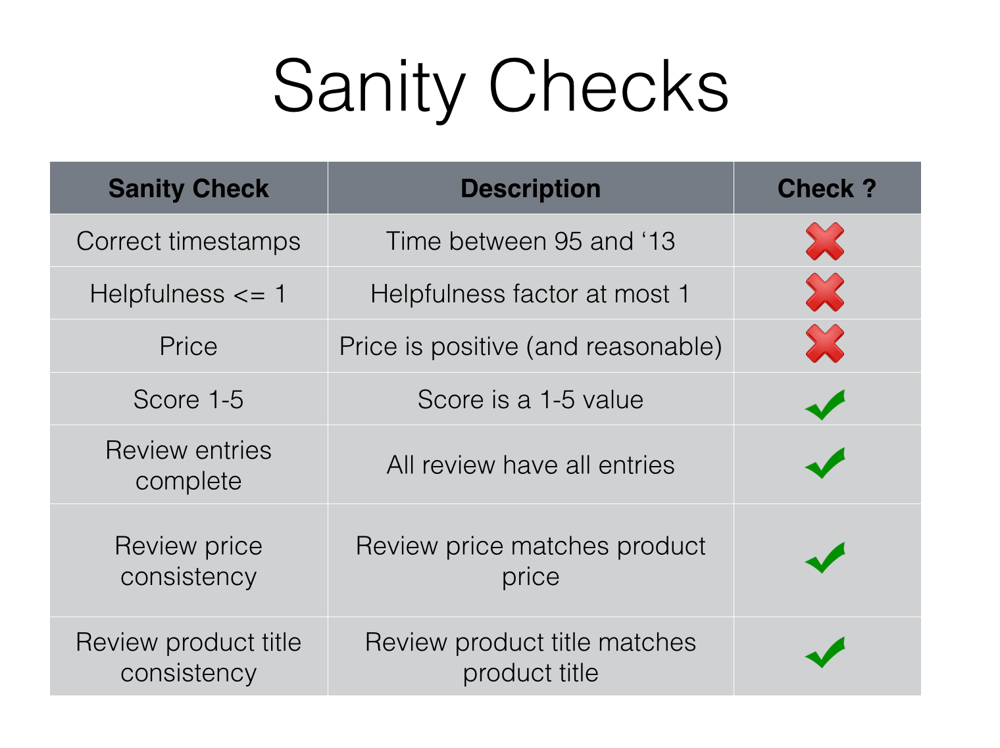 Sanity Checks
Sanity Check Description Check ?
Correct timestamps Time between 95 and ‘13
Helpfulness <= 1 Helpfulness factor at most 1
Price Price is positive (and reasonable)
Score 1-5 Score is a 1-5 value
Review entries
complete
All review have all entries
Review price
consistency
Review price matches product
price
Review product title
consistency
Review product title matches
product title